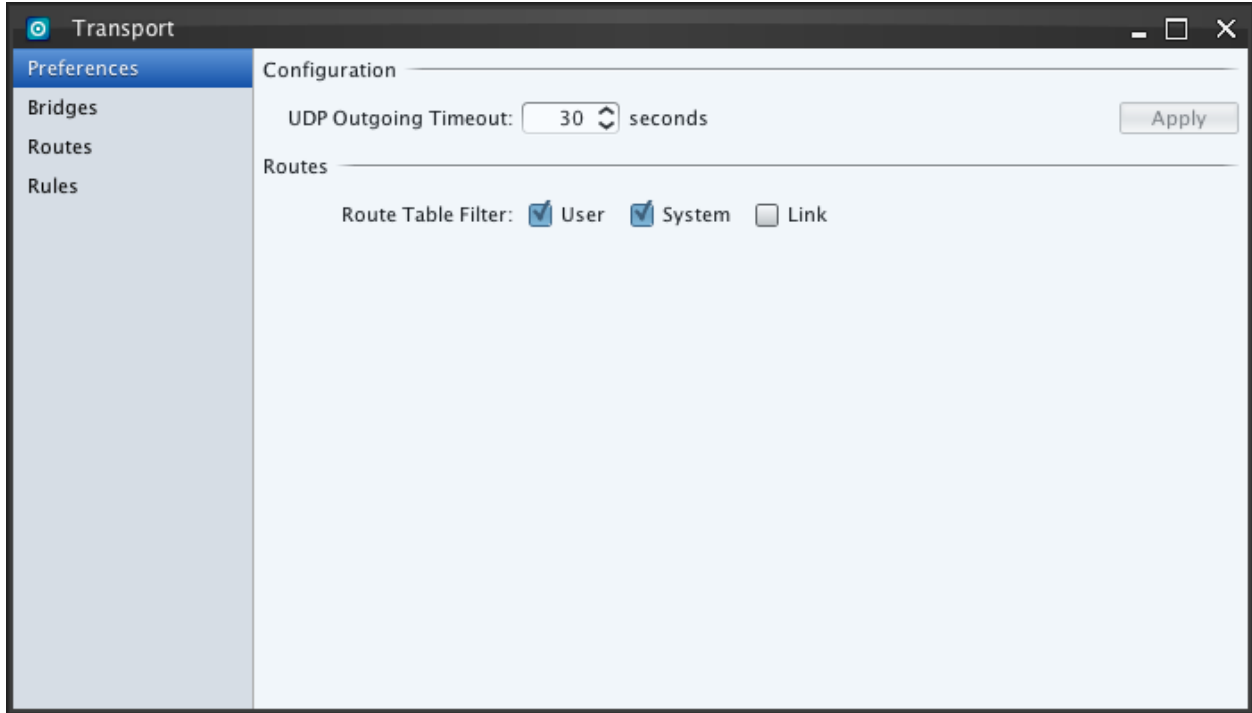 Transport
Preferences
Bridges
Routes
Rules
Configuration
UDP Outgoing Timeout: 30 seconds
Apply
Routes
Route Table Filter: User System Link